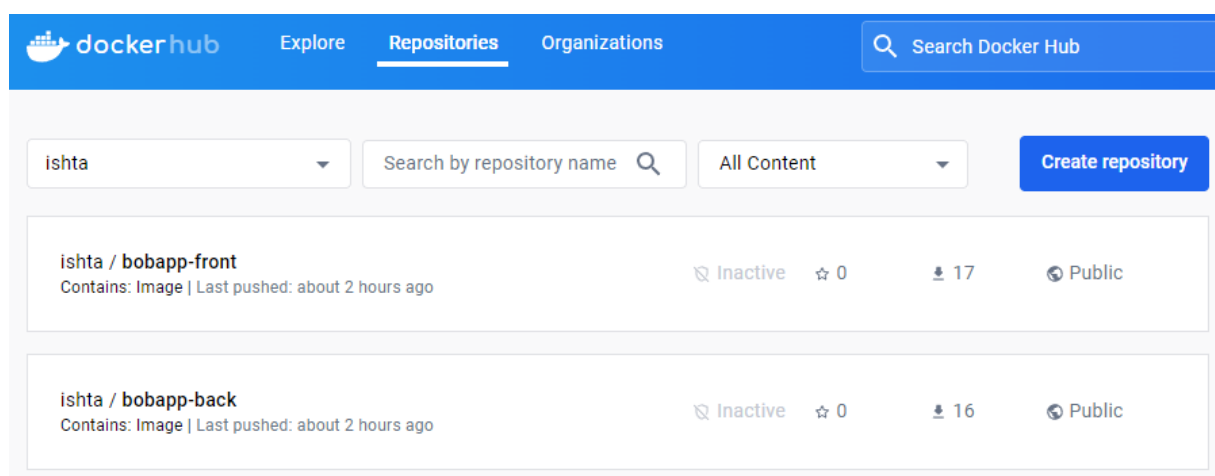 dockerhub Explore Repositories Organizations Search Docker Hub
ishta Search by repository name All Content Create repository
ishta / bobapp-front
Contains: Image | Last pushed: about 2 hours ago
Inactive 0 17 Public
ishta / bobapp-back
Contains: Image | Last pushed: about 2 hours ago
Inactive 0 16 Public